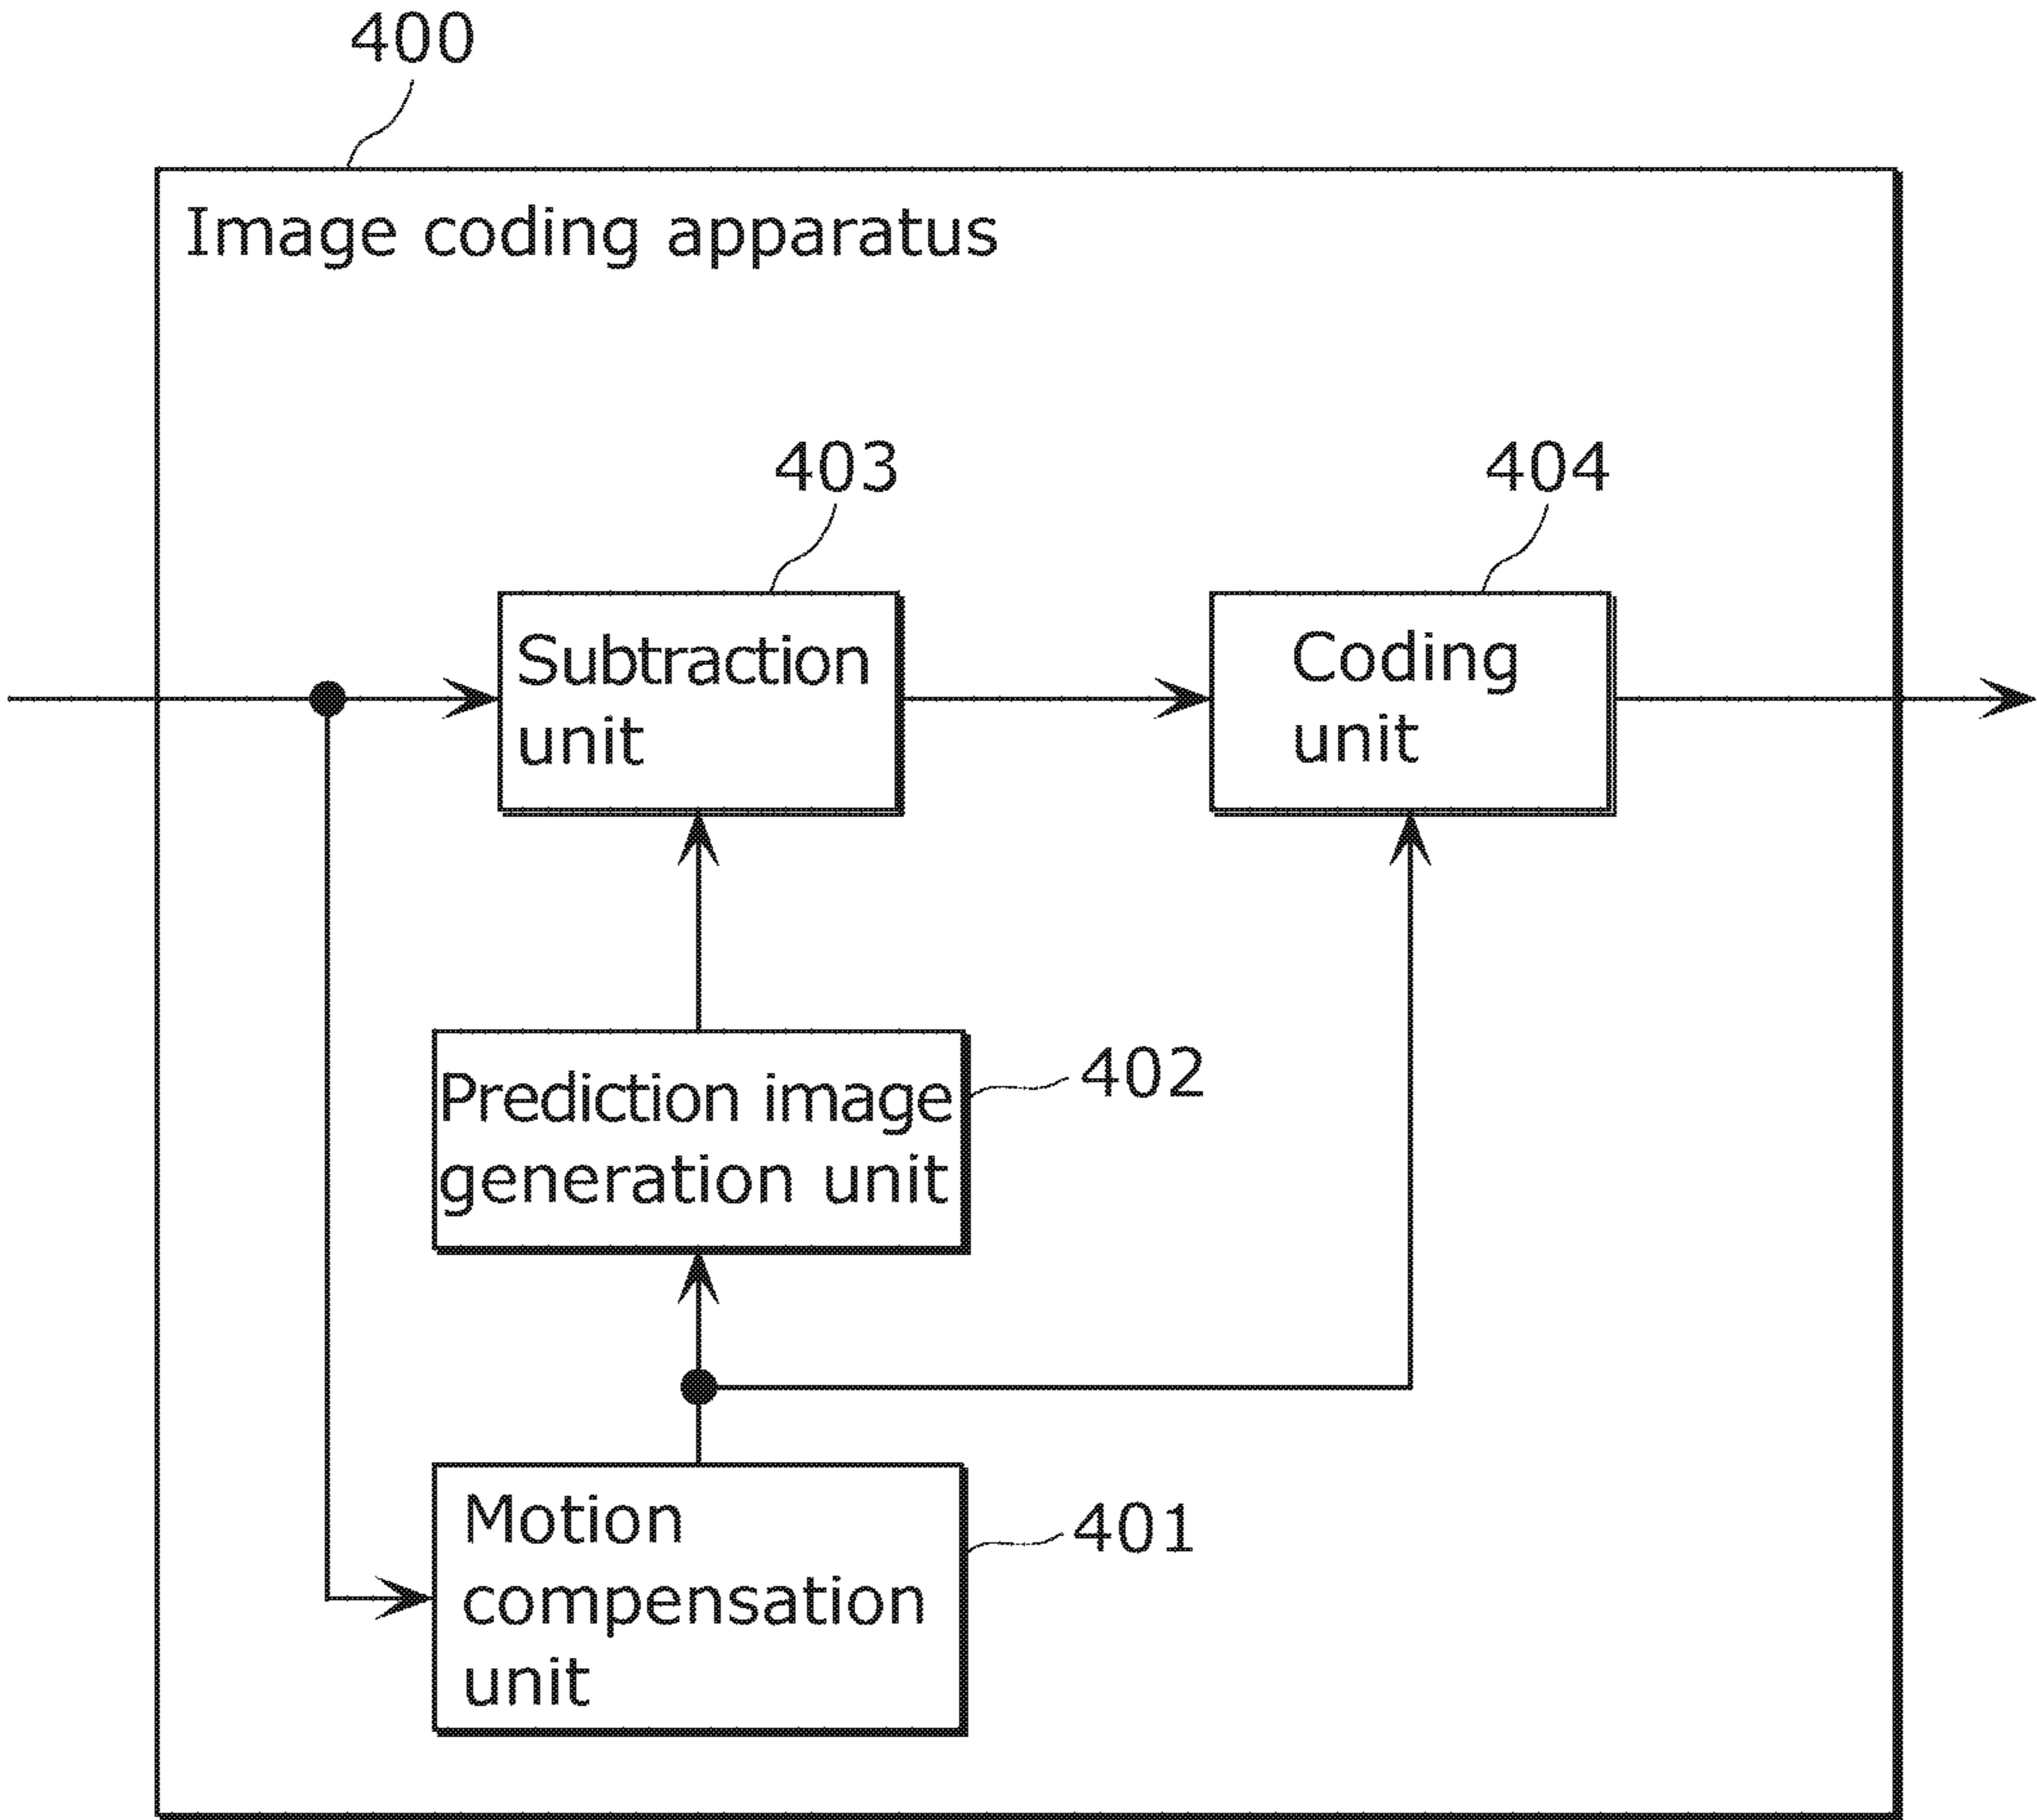 400
Image coding apparatus
403
404
Subtraction
unit
Coding
unit
Prediction image
generation unit
402
Motion
compensation
unit
401